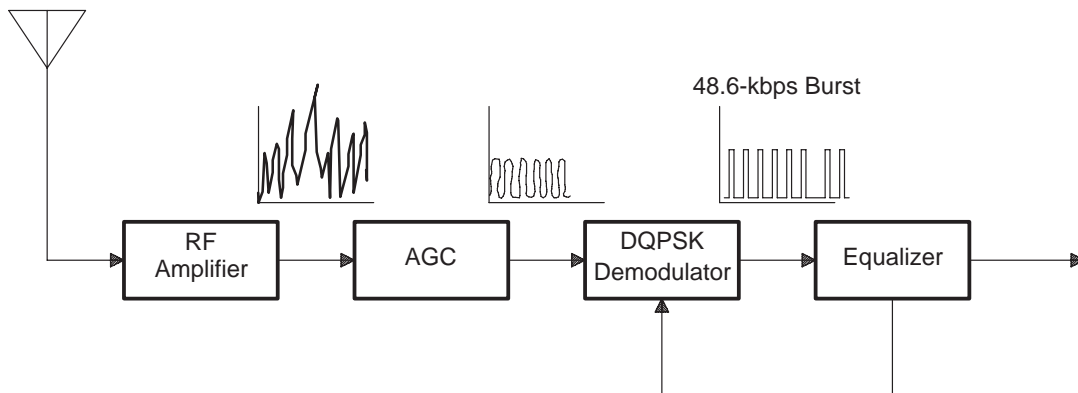 48.6-kbps Burst
RF
Amplifier
AGC
DQPSK
Demodulator
Equalizer